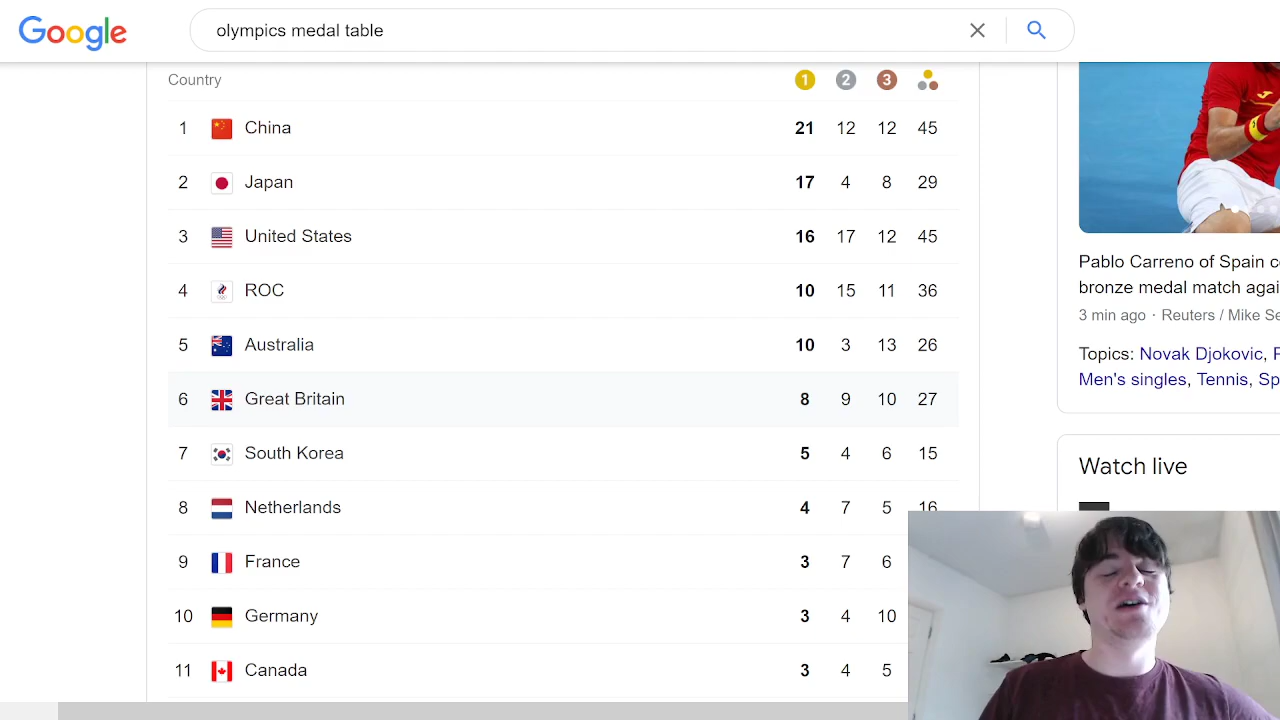 Google
olympics medal table
Country 1 2 3
1 China 21 12 12 45
2 Japan 17 4 8 29
3 United States 16 17 12 45
4 ROC 10 15 11 36
5 Australia 10 3 13 26
6 Great Britain 8 9 10 27
7 South Korea 5 4 6 15
8 Netherlands 4 7 5 16
9 France 3 7 6
10 Germany 3 4 10
11 Canada 3 4 5
Pablo Carreno of Spain c
bronze medal match agai
3 min ago · Reuters / Mike Se
Topics: Novak Djokovic, P
Men's singles, Tennis, Sp
Watch live